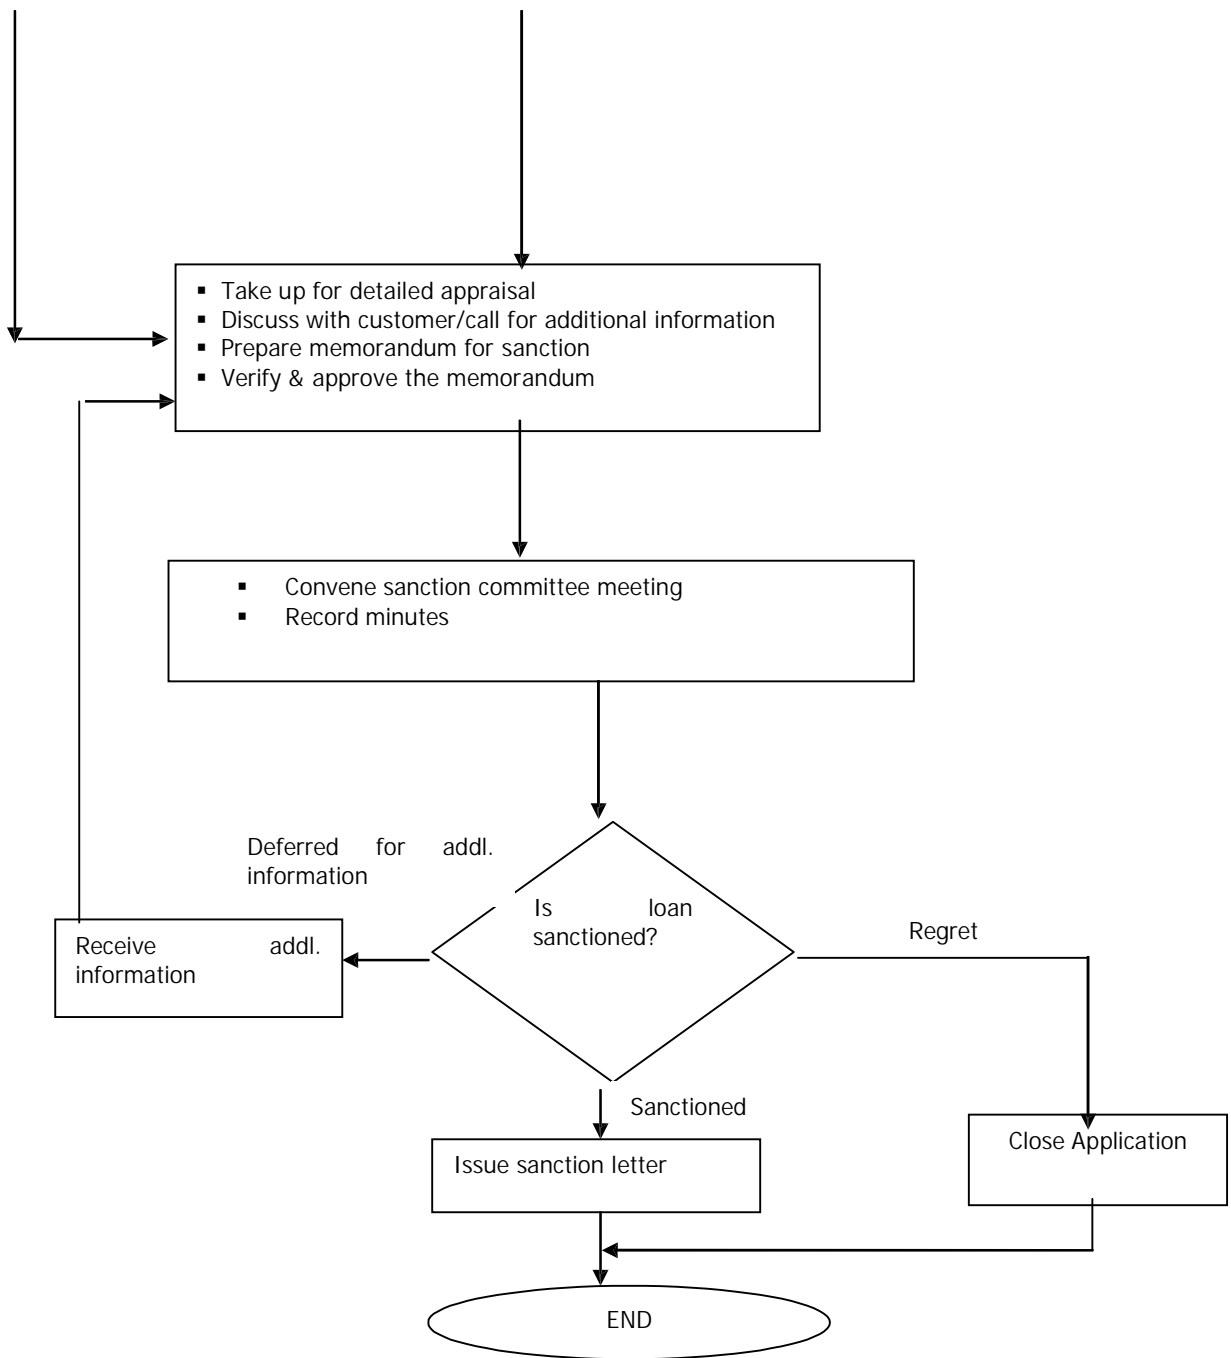 ▪ Take up for detailed appraisal
▪ Discuss with customer/call for additional information
▪ Prepare memorandum for sanction
▪ Verify & approve the memorandum
▪ Convene sanction committee meeting
▪ Record minutes
Deferred for addl.
information
Is loan
sanctioned?
Regret
Receive addl.
information
Sanctioned
Issue sanction letter
Close Application
END